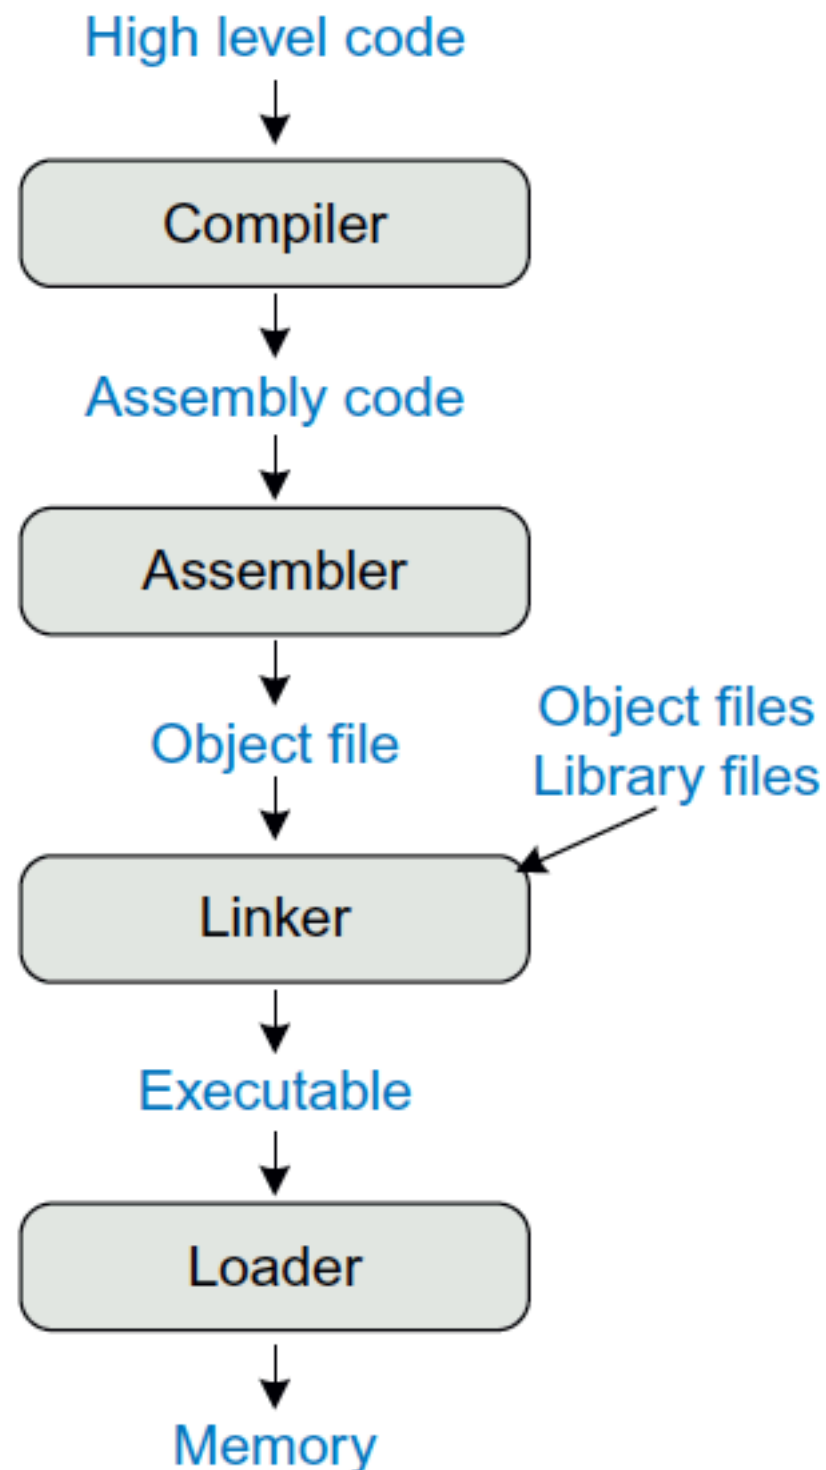 High level code
Compiler
Assembly code
Assembler
Object file
Object files
Library files
Linker
Executable
Loader
Memory